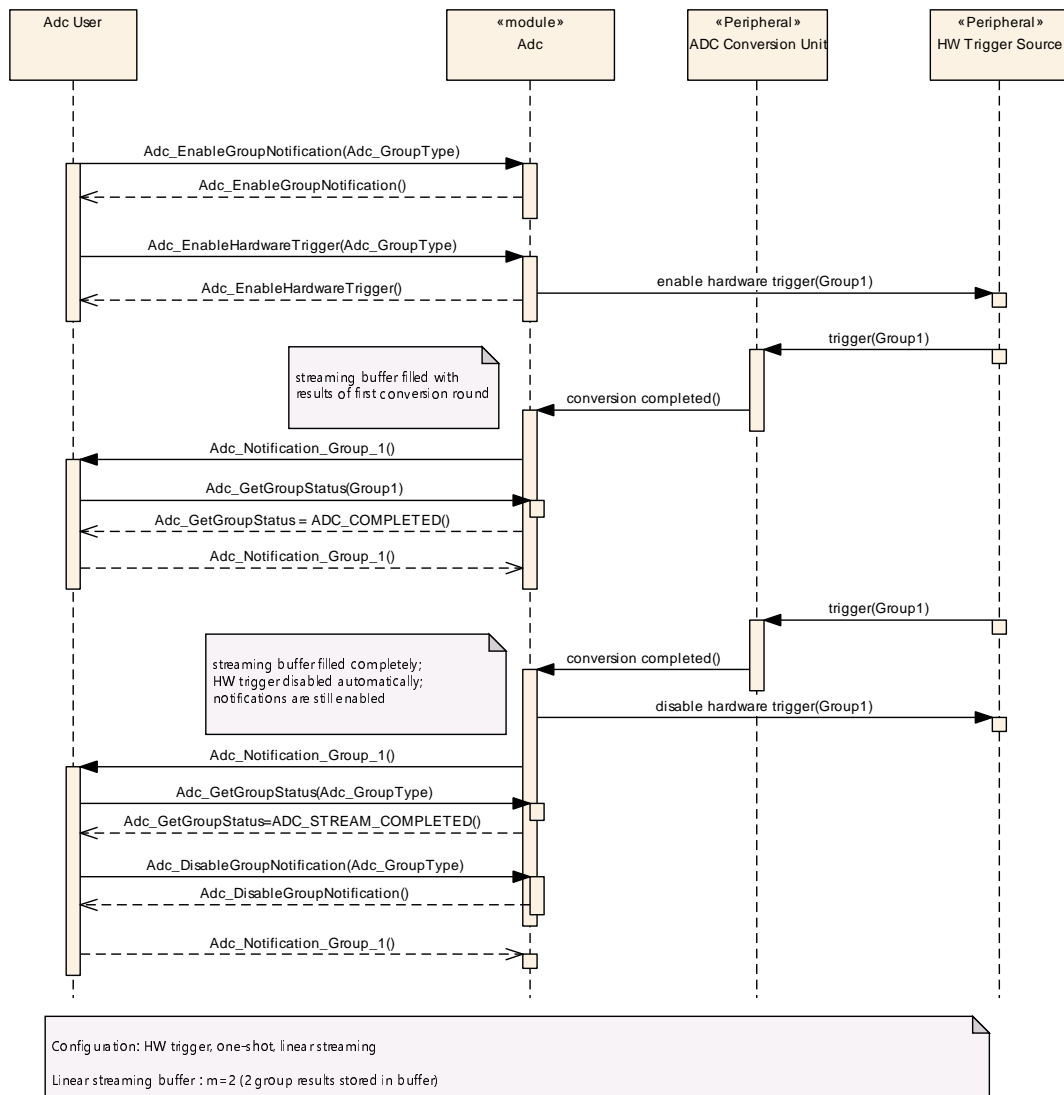 Adc User
«module»
Adc
«Peripheral»
ADC Conversion Unit
«Peripheral»
HW Trigger Source
Adc_EnableGroupNotification(Adc_GroupType)
Adc_EnableGroupNotification()
Adc_EnableHardwareTrigger(Adc_GroupType)
enable hardware trigger(Group1)
Adc_EnableHardwareTrigger()
trigger(Group1)
streaming buffer filled with
results of first conversion round
conversion completed()
Adc_Notification_Group_1()
Adc_GetGroupStatus(Group1)
Adc_GetGroupStatus = ADC_COMPLETED()
Adc_Notification_Group_1()
trigger(Group1)
conversion completed()
streaming buffer filled completely;
HW trigger disabled automatically;
notifications are still enabled
disable hardware trigger(Group1)
Adc_Notification_Group_1()
Adc_GetGroupStatus(Adc_GroupType)
Adc_GetGroupStatus=ADC_STREAM_COMPLETED()
Adc_DisableGroupNotification(Adc_GroupType)
Adc_DisableGroupNotification()
Adc_Notification_Group_1()
Configuration: HW trigger, one-shot, linear streaming
Linear streaming buffer : m=2 (2 group results stored in buffer)